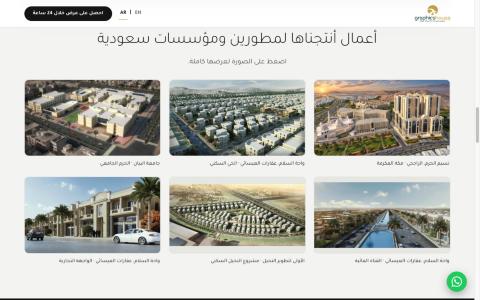 graphicshouse
AR | EN
احصل على عرض خلال 24 ساعة
أعمال أنتجناها لمطورين ومؤسسات سعودية
اضغط على الصورة لعرضها كاملة.
نسيم الحرم، الراجحي · مكة المكرمة
واحة السلام، عقارات العيسائي · الحي السكني
جامعة البيان · الحرم الجامعي
واحة السلام، عقارات العيسائي · القناة المائية
الأولى لتطوير النخيل · مشروع النخيل السكني
واحة السلام، عقارات العيسائي · الواجهة التجارية